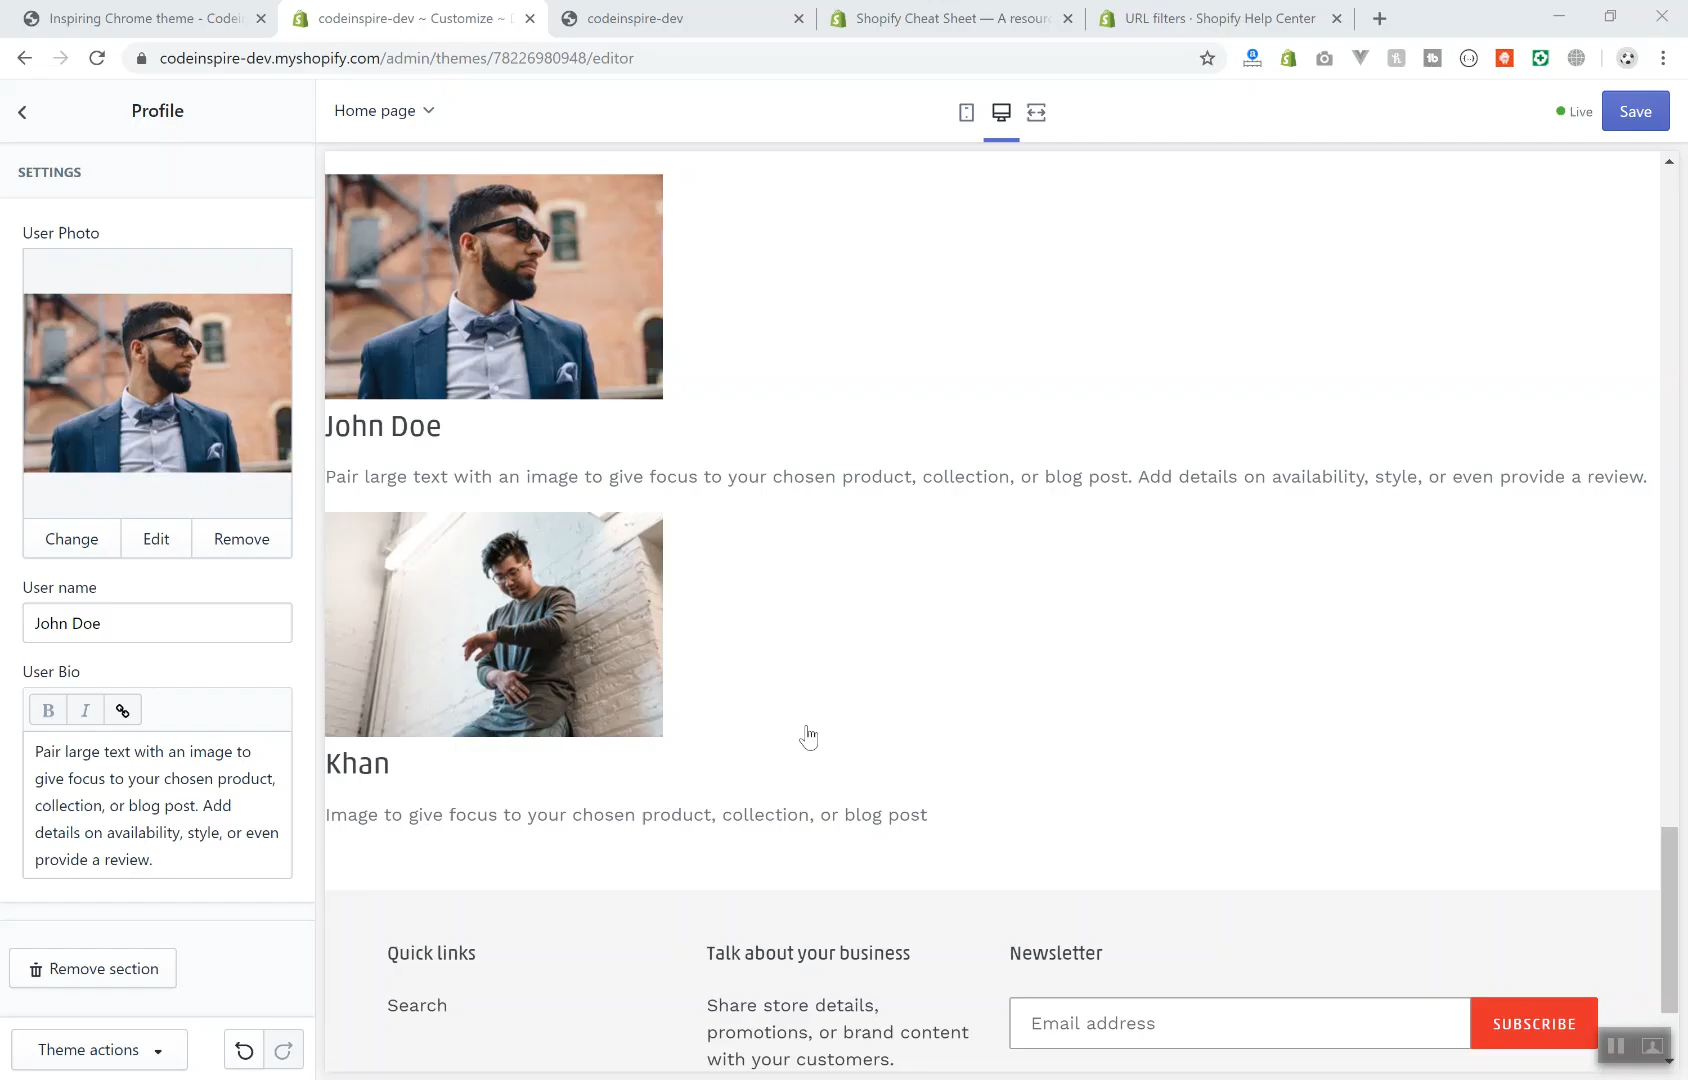 Inspiring Chrome theme - Codei
codeinspire-dev ~ Customize ~
codeinspire-dev
Shopify Cheat Sheet — A resour
URL filters · Shopify Help Center
codeinspire-dev.myshopify.com/admin/themes/78226980948/editor
Profile
Home page
Live
Save
SETTINGS
User Photo
Change
Edit
Remove
User name
John Doe
User Bio
B
I
Pair large text with an image to
give focus to your chosen product,
collection, or blog post. Add
details on availability, style, or even
provide a review.
Remove section
Theme actions
John Doe
Pair large text with an image to give focus to your chosen product, collection, or blog post. Add details on availability, style, or even provide a review.
Khan
Image to give focus to your chosen product, collection, or blog post
Quick links
Search
Talk about your business
Share store details,
promotions, or brand content
with your customers.
Newsletter
Email address
SUBSCRIBE